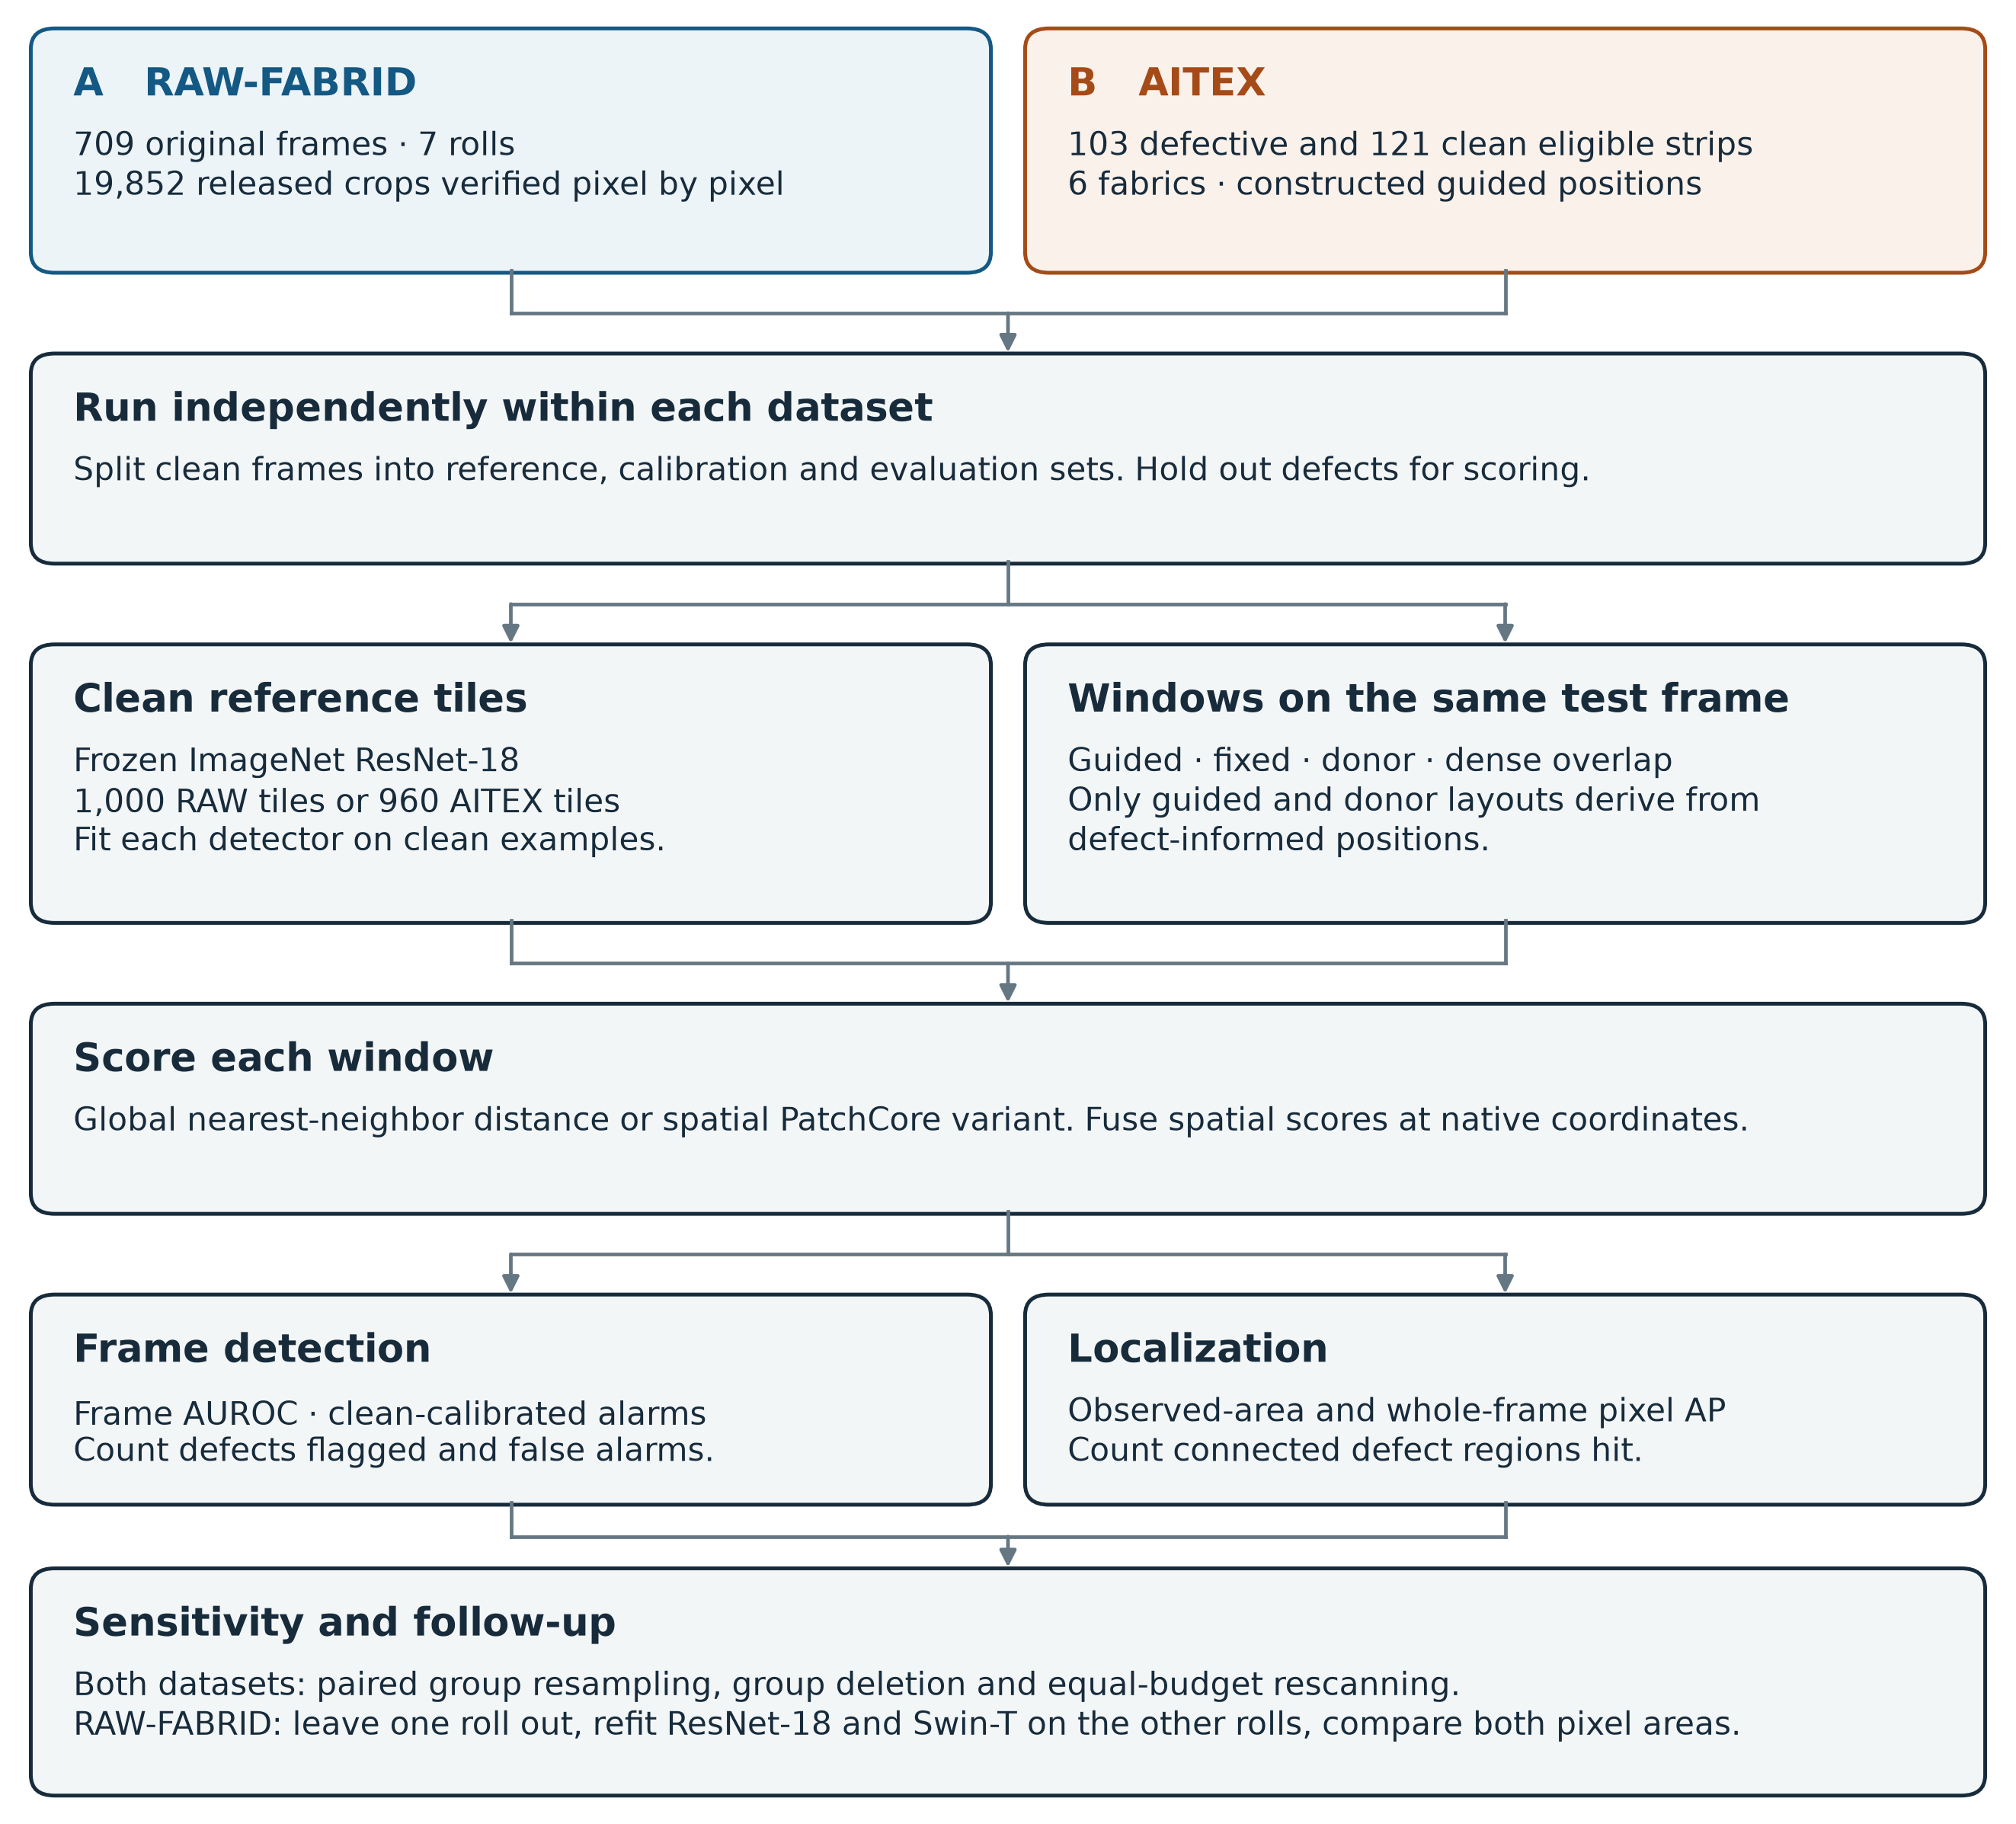 A RAW-FABRID
709 original frames · 7 rolls
19,852 released crops verified pixel by pixel
B AITEX
103 defective and 121 clean eligible strips
6 fabrics · constructed guided positions
Run independently within each dataset
Split clean frames into reference, calibration and evaluation sets. Hold out defects for scoring.
Clean reference tiles
Frozen ImageNet ResNet-18
1,000 RAW tiles or 960 AITEX tiles
Fit each detector on clean examples.
Windows on the same test frame
Guided · fixed · donor · dense overlap
Only guided and donor layouts derive from
defect-informed positions.
Score each window
Global nearest-neighbor distance or spatial PatchCore variant. Fuse spatial scores at native coordinates.
Frame detection
Frame AUROC · clean-calibrated alarms
Count defects flagged and false alarms.
Localization
Observed-area and whole-frame pixel AP
Count connected defect regions hit.
Sensitivity and follow-up
Both datasets: paired group resampling, group deletion and equal-budget rescanning.
RAW-FABRID: leave one roll out, refit ResNet-18 and Swin-T on the other rolls, compare both pixel areas.